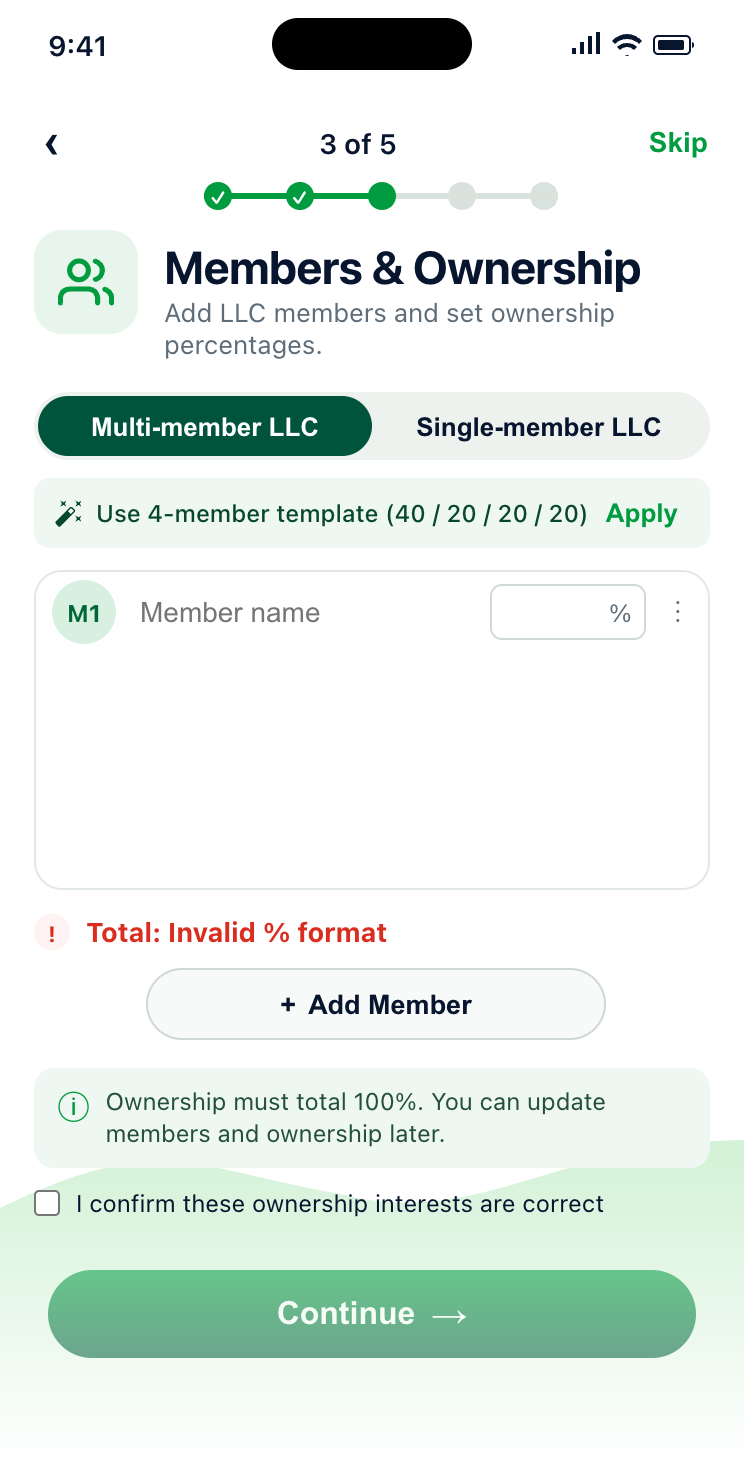 9:41
3 of 5
Skip
Members & Ownership
Add LLC members and set ownership
percentages.
Multi-member LLC
Single-member LLC
Use 4-member template (40 / 20 / 20 / 20)
Apply
M1
Member name
%
Total: Invalid % format
+ Add Member
Ownership must total 100%. You can update
members and ownership later.
I confirm these ownership interests are correct
Continue →